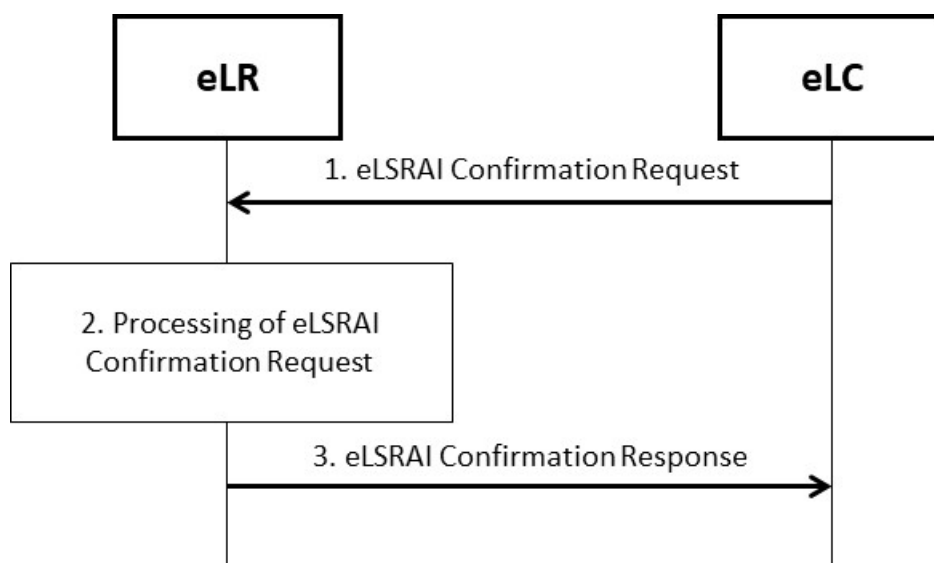 eLR
eLC
1. eLSRAI Confirmation Request
2. Processing of eLSRAI
Confirmation Request
3. eLSRAI Confirmation Response